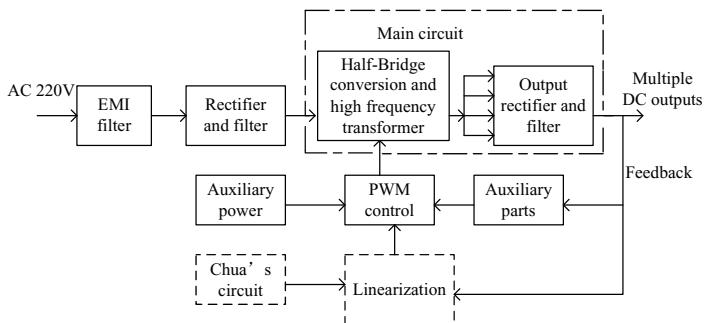 Main circuit
AC 220V
EMI
filter
Rectifier
and filter
Half-Bridge
conversion and
high frequency
transformer
Output
rectifier and
filter
Multiple
DC outputs
Feedback
Auxiliary
power
PWM
control
Auxiliary
parts
Chua’s
circuit
Linearization